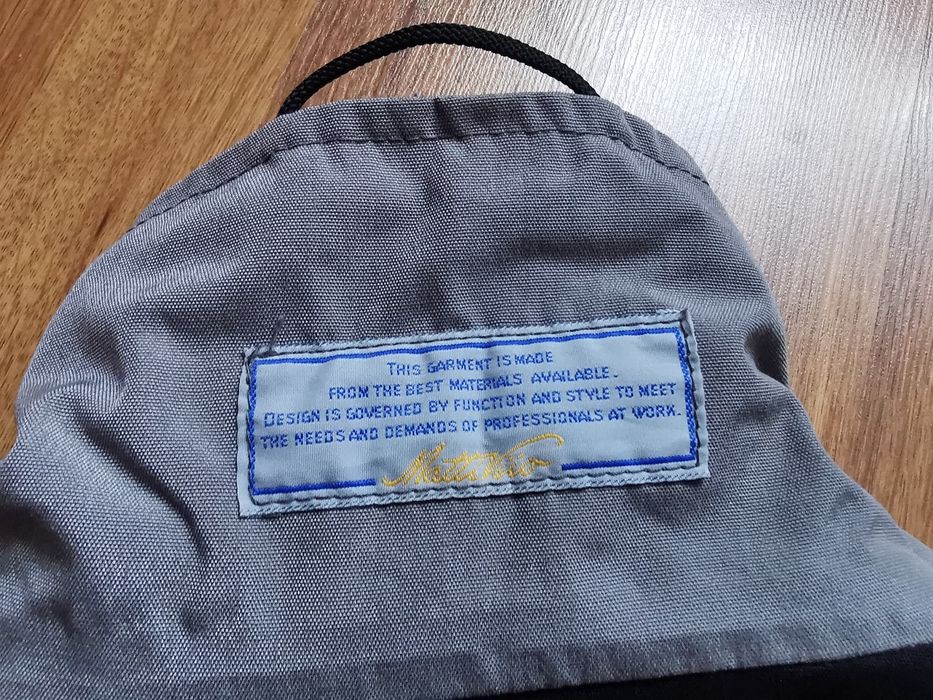 THIS GARMENT IS MADE
FROM THE BEST MATERIALS AVAILABLE.
DESIGN IS GOVERNED BY FUNCTION AND STYLE TO MEET
THE NEEDS AND DEMANDS OF PROFESSIONALS AT WORK.